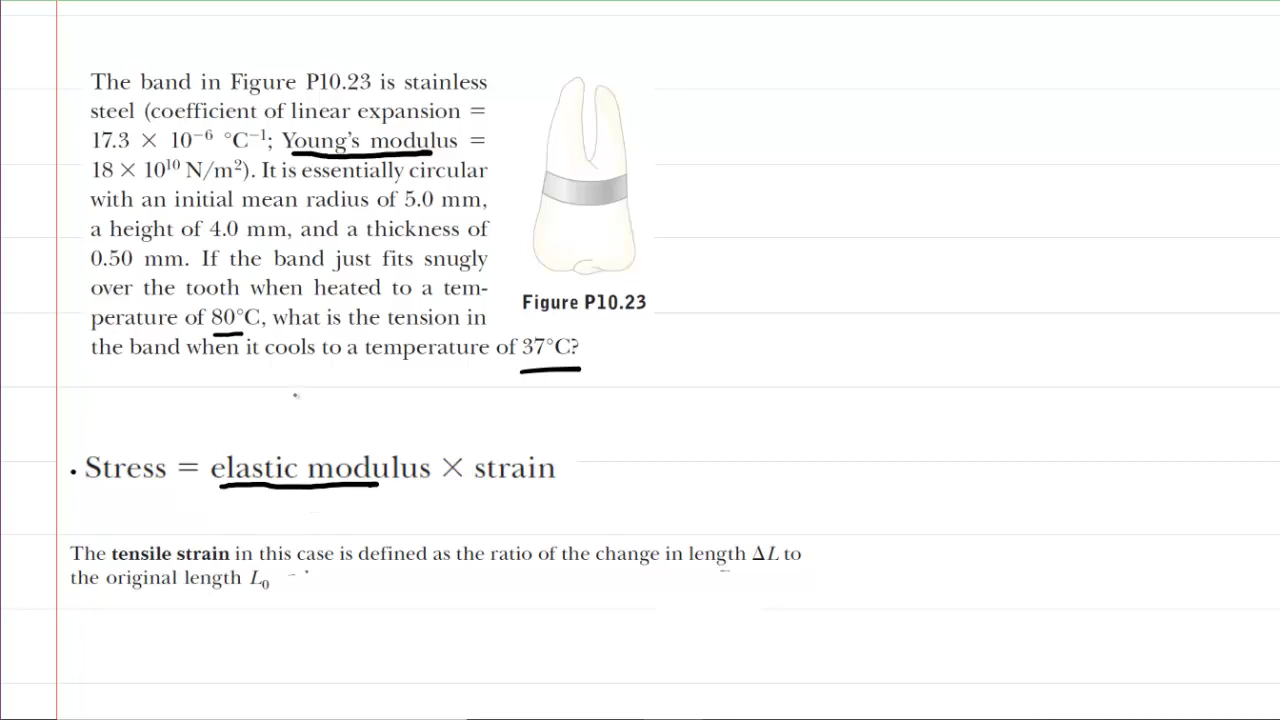 The band in Figure P10.23 is stainless
steel (coefficient of linear expansion =
17.3 × 10⁻⁶ °C⁻¹; Young's modulus =
18 × 10¹⁰ N/m²). It is essentially circular
with an initial mean radius of 5.0 mm,
a height of 4.0 mm, and a thickness of
0.50 mm. If the band just fits snugly
over the tooth when heated to a tem-
perature of 80°C, what is the tension in
the band when it cools to a temperature of 37°C?
Figure P10.23
• Stress = elastic modulus × strain
The tensile strain in this case is defined as the ratio of the change in length ΔL to
the original length L₀